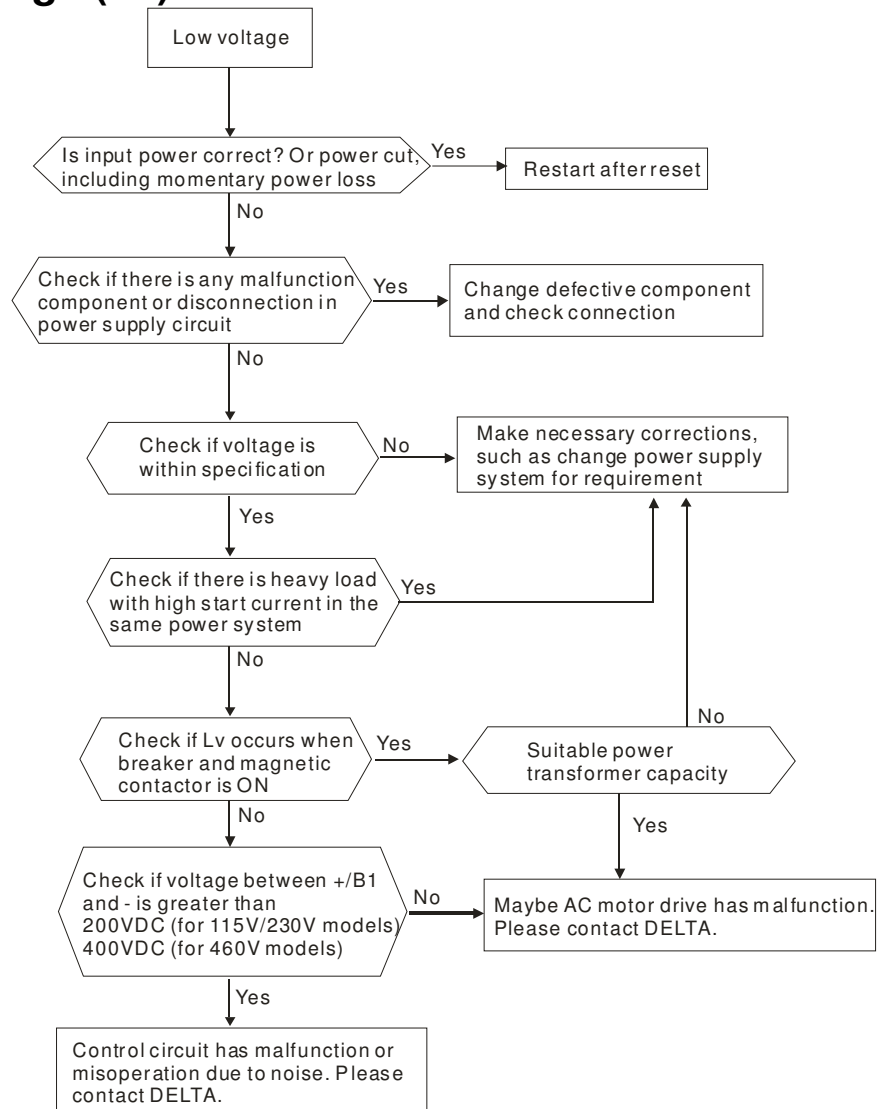 Low voltage
Is input power correct? Or power cut,
including momentary power loss
Yes
Restart after reset
No
Check if there is any malfunction
component or disconnection in
power supply circuit
Yes
Change defective component
and check connection
No
Check if voltage is
within specification
No
Make necessary corrections,
such as change power supply
system for requirement
Yes
Check if there is heavy load
with high start current in the
same power system
Yes
No
Check if Lv occurs when
breaker and magnetic
contactor is ON
Yes
Suitable power
transformer capacity
No
No
Yes
Check if voltage between +/B1
and - is greater than
200VDC (for 115V/230V models)
400VDC (for 460V models)
No
Maybe AC motor drive has malfunction.
Please contact DELTA.
Yes
Control circuit has malfunction or
misoperation due to noise. Please
contact DELTA.